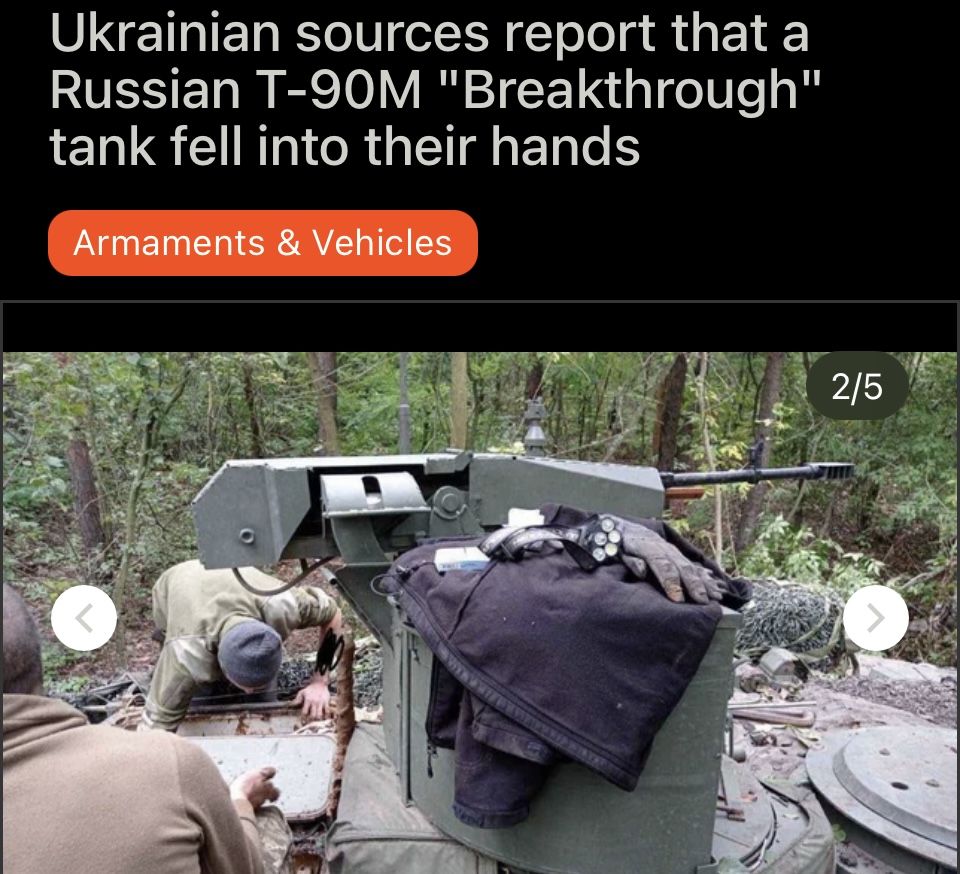 Ukrainian sources report that a
Russian T-90M "Breakthrough"
tank fell into their hands
Armaments & Vehicles
2/5